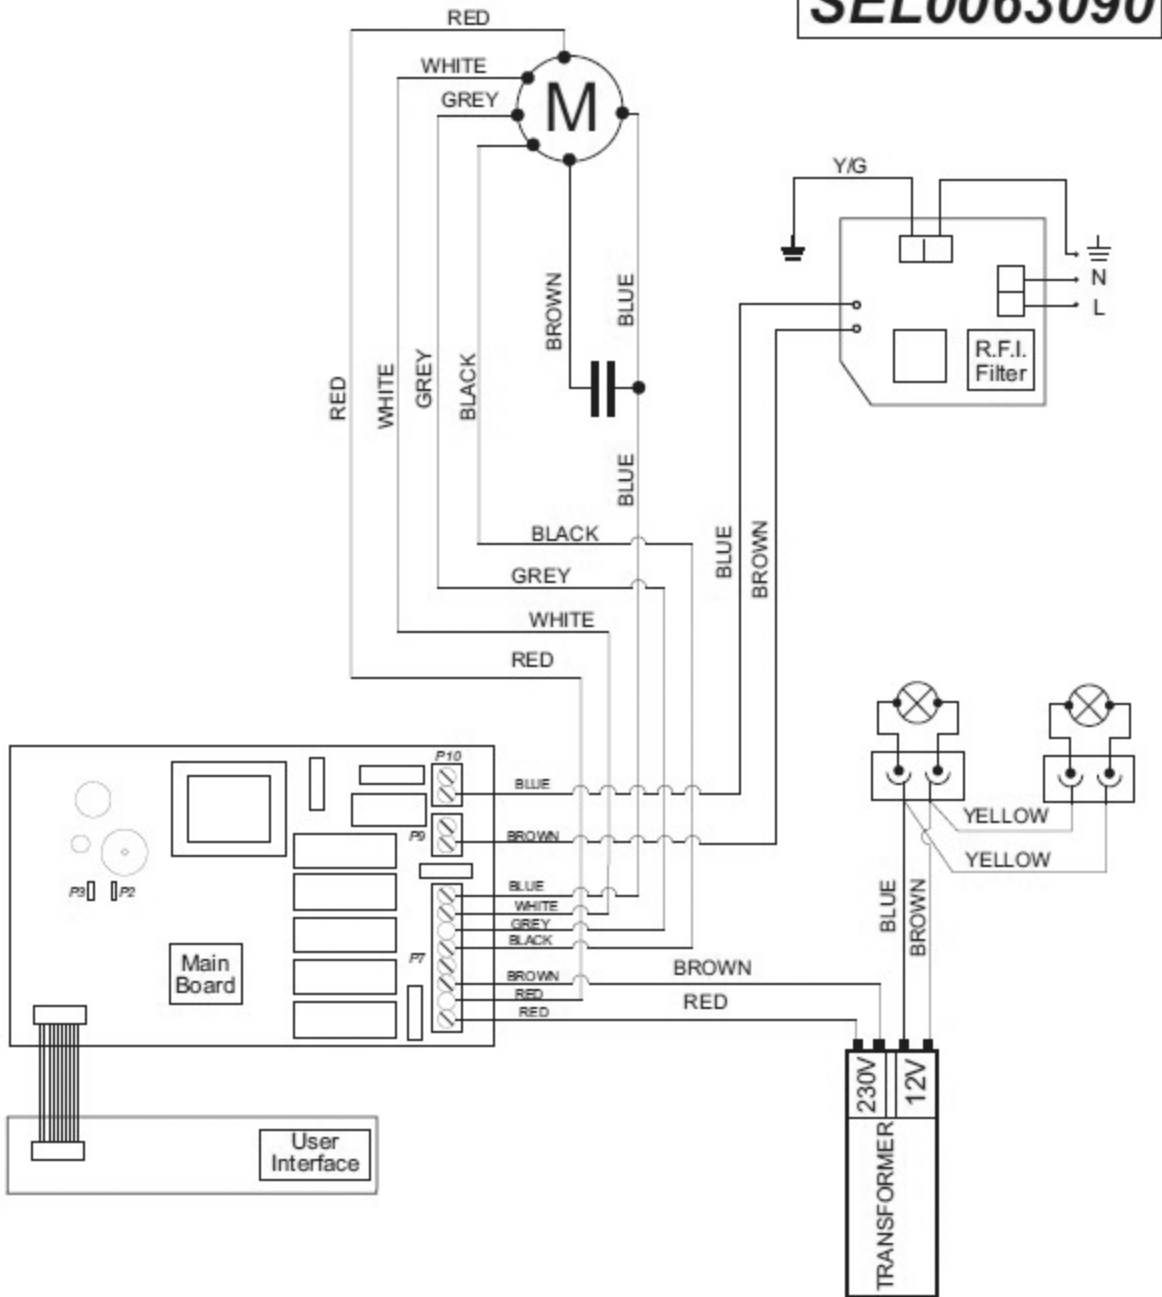 SEL0063090
RED
WHITE
GREY
M
Y/G
N
L
R.F.I.
Filter
BROWN
BLUE
RED
WHITE
GREY
BLACK
BLUE
BLUE
BROWN
BLACK
GREY
WHITE
RED
P10
BLUE
P9
BROWN
P3
P2
BLUE
WHITE
GREY
BLACK
P7
BROWN
RED
RED
Main
Board
BROWN
RED
YELLOW
YELLOW
BLUE
BROWN
230V
12V
TRANSFORMER
User
Interface